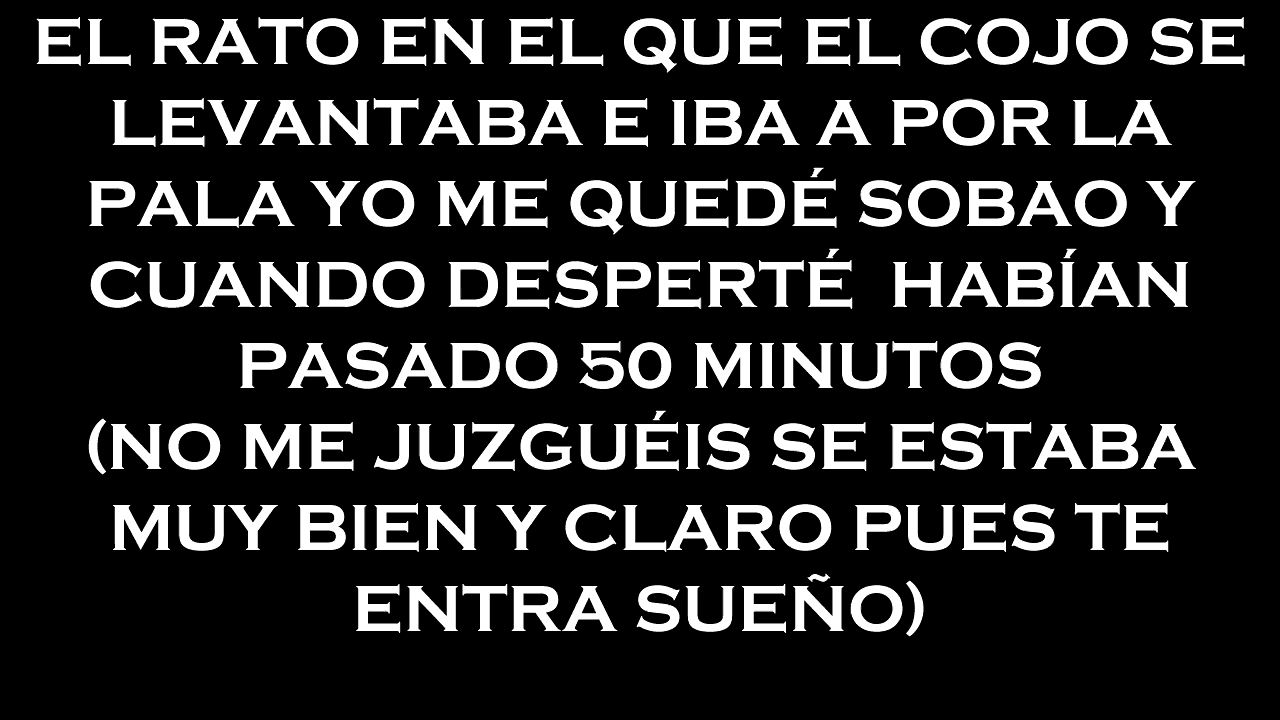 EL RATO EN EL QUE EL COJO SE
LEVANTABA E IBA A POR LA
PALA YO ME QUEDÉ SOBAO Y
CUANDO DESPERTÉ  HABÍAN
PASADO 50 MINUTOS
(NO ME JUZGUÉIS SE ESTABA
MUY BIEN Y CLARO PUES TE
ENTRA SUEÑO)